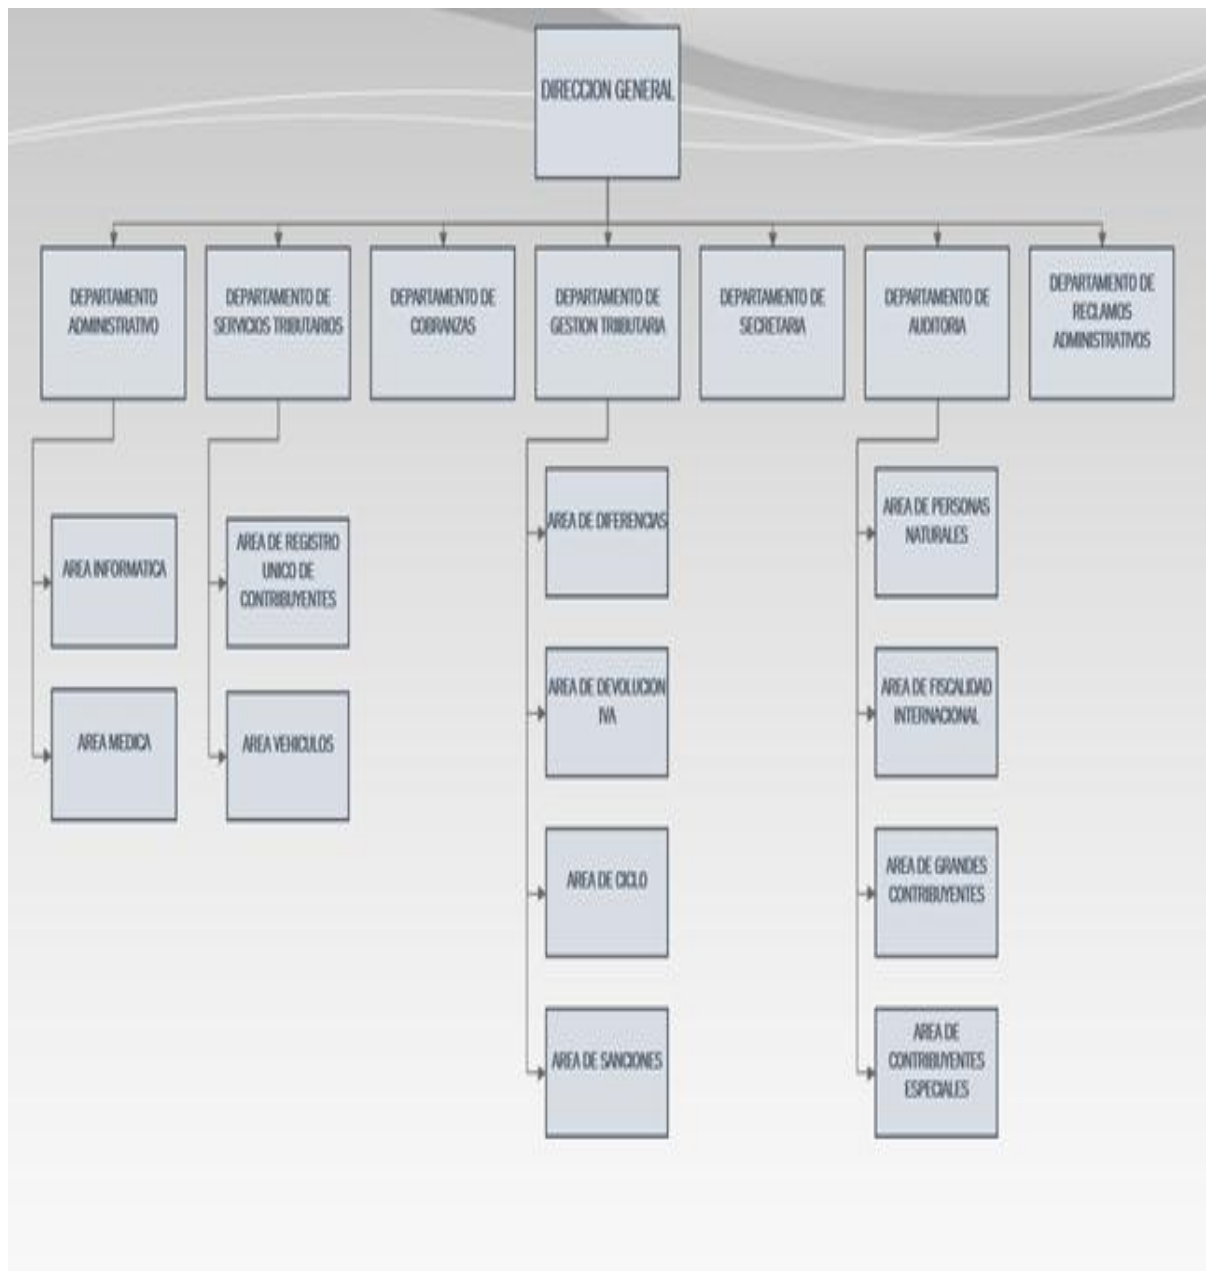 DIRECCION GENERAL
DEPARTAMENTO
ADMINISTRATIVO
DEPARTAMENTO DE
SERVICIOS TRIBUTARIOS
DEPARTAMENTO DE
COBRANZAS
DEPARTAMENTO DE
GESTION TRIBUTARIA
DEPARTAMENTO DE
SECRETARIA
DEPARTAMENTO DE
AUDITORIA
DEPARTAMENTO DE
RECLAMOS
ADMINISTRATIVOS
AREA INFORMATICA
AREA MEDICA
AREA DE REGISTRO
UNICO DE
CONTRIBUYENTES
AREA VEHICULOS
AREA DE DIFERENCIAS
AREA DE DEVOLUCION
IVA
AREA DE CICLO
AREA DE SANCIONES
AREA DE PERSONAS
NATURALES
AREA DE FISCALIDAD
INTERNACIONAL
AREA DE GRANDES
CONTRIBUYENTES
AREA DE
CONTRIBUYENTES
ESPECIALES